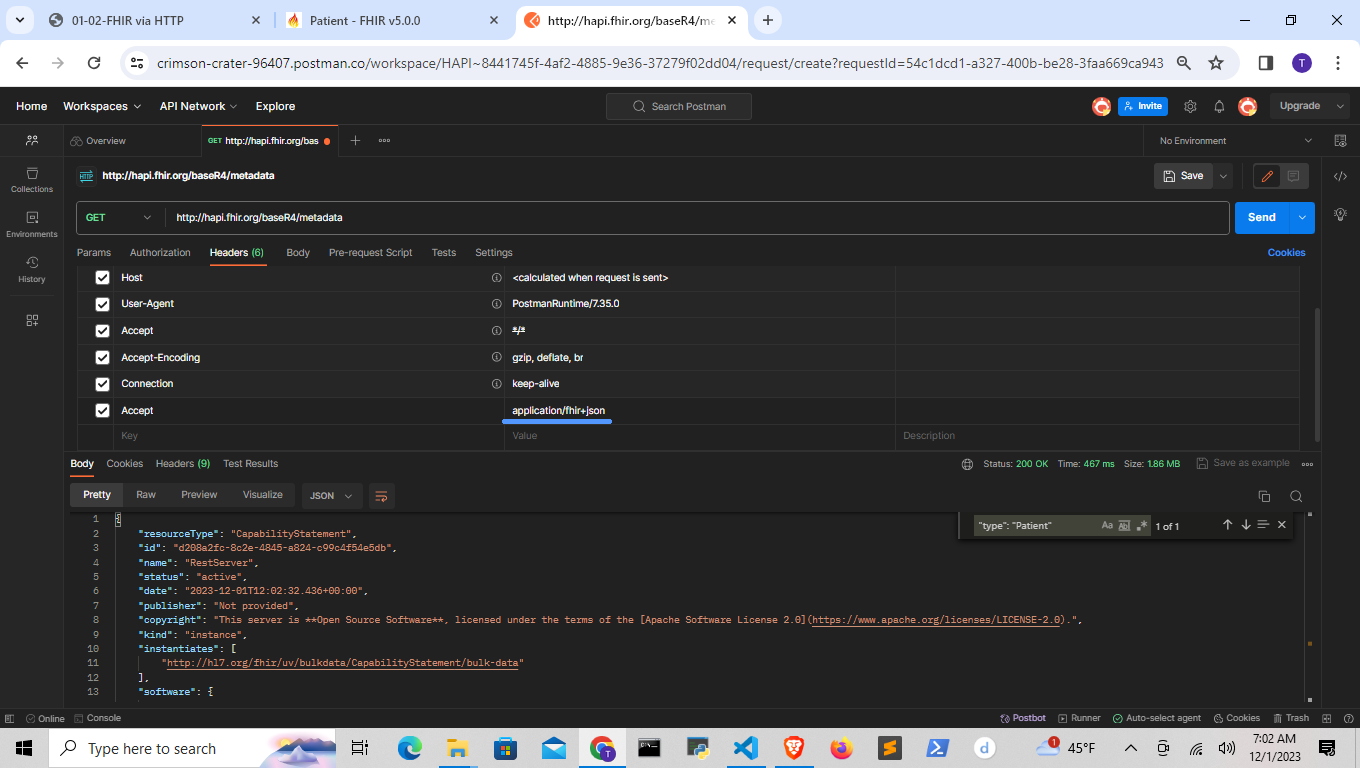 01-02-FHIR via HTTP
Patient - FHIR v5.0.0
http://hapi.fhir.org/baseR4/me
crimson-crater-96407.postman.co/workspace/HAPI~8441745f-4af2-4885-9e36-37279f02dd04/request/create?requestId=54c1dcd1-a327-400b-be28-3faa669ca943
T
Home Workspaces API Network Explore
Search Postman
Invite
Upgrade
Overview
GET http://hapi.fhir.org/bas
No Environment
Collections
Environments
History
HTTP http://hapi.fhir.org/baseR4/metadata
Save
GET http://hapi.fhir.org/baseR4/metadata
Send
Params Authorization Headers (6) Body Pre-request Script Tests Settings
Cookies
Host <calculated when request is sent>
User-Agent PostmanRuntime/7.35.0
Accept */*
Accept-Encoding gzip, deflate, br
Connection keep-alive
Accept application/fhir+json
Key Value Description
Body Cookies Headers (9) Test Results
Status: 200 OK Time: 467 ms Size: 1.86 MB Save as example
Pretty Raw Preview Visualize JSON
"type": "Patient" Aa ab .* 1 of 1
1 {
2 "resourceType": "CapabilityStatement",
3 "id": "d208a2fc-8c2e-4845-a824-c99c4f54e5db",
4 "name": "RestServer",
5 "status": "active",
6 "date": "2023-12-01T12:02:32.436+00:00",
7 "publisher": "Not provided",
8 "copyright": "This server is **Open Source Software**, licensed under the terms of the [Apache Software License 2.0](https://www.apache.org/licenses/LICENSE-2.0).",
9 "kind": "instance",
10 "instantiates": [
11 "http://hl7.org/fhir/uv/bulkdata/CapabilityStatement/bulk-data"
12 ],
13 "software": {
Online Console
Postbot Runner Auto-select agent Cookies Trash
Type here to search
T
d
1
45°F
7:02 AM
12/1/2023